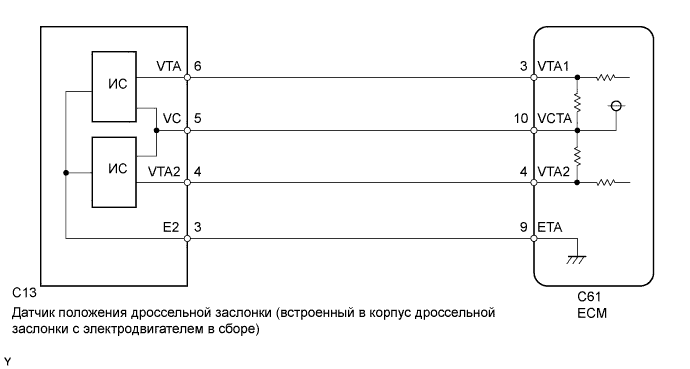 VTA 6 3 VTA1
ИС
VC 5 10 VCTA
ИС
VTA2 4 4 VTA2
E2 3 9 ETA
C13
C61
ECM
Датчик положения дроссельной заслонки (встроенный в корпус дроссельной
заслонки с электродвигателем в сборе)
Y